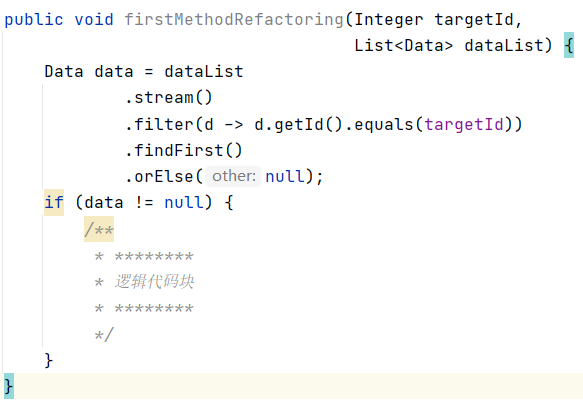 public void firstMethodRefactoring(Integer targetId,
List<Data> dataList) {
Data data = dataList
.stream()
.filter(d -> d.getId().equals(targetId))
.findFirst()
.orElse( other: null);
if (data != null) {
/**
* ********
* 逻辑代码块
* ********
*/
}
}